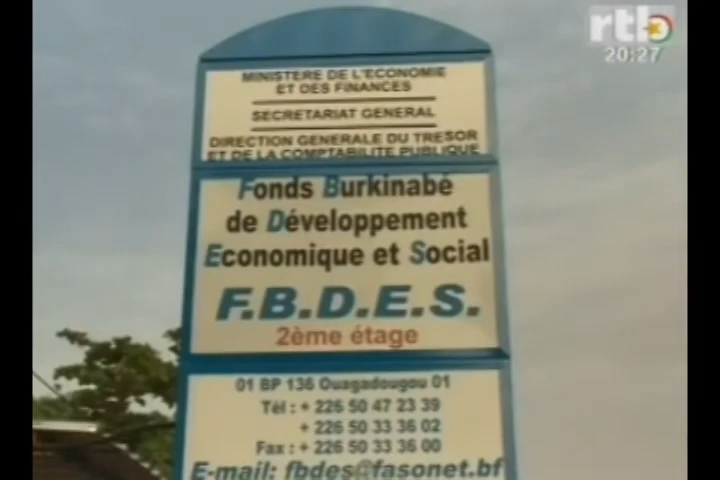 rtb
20:27
MINISTERE DE L'ECONOMIE
ET DES FINANCES
SECRETARIAT GENERAL
DIRECTION GENERALE DU TRESOR
ET DE LA COMPTABILITE PUBLIQUE
Fonds Burkinabé
de Développement
Economique et Social
F.B.D.E.S.
2ème étage
01 BP 136 Ouagadougou 01
Tél : + 226 50 47 23 39
+ 226 50 33 36 02
Fax : + 226 50 33 36 00
E-mail: fbdes@fasonet.bf